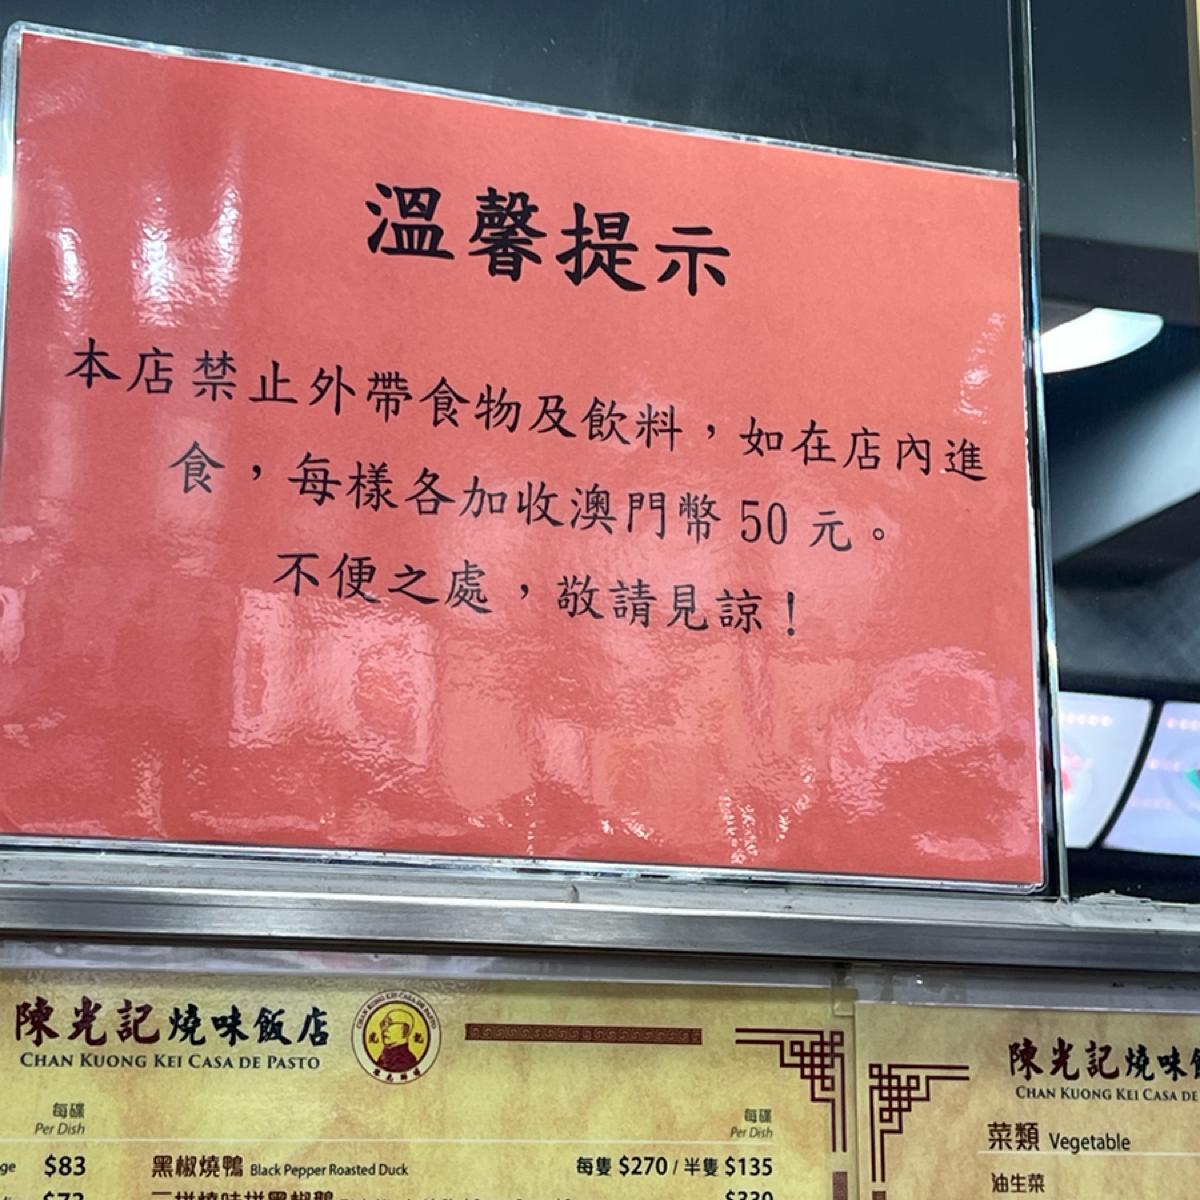 溫馨提示
本店禁止外帶食物及飲料，如在店內進
食，每樣各加收澳門幣 50 元。
不便之處，敬請見諒！
陳光記燒味飯店
CHAN KUONG KEI CASA DE PASTO
每碟
Per Dish
$83
每碟
Per Dish
黑椒燒鴨 Black Pepper Roasted Duck 每隻 $270 / 半隻 $135
陳光記燒味
CHAN KUONG KEI CASA DE
菜類 Vegetable
油生菜